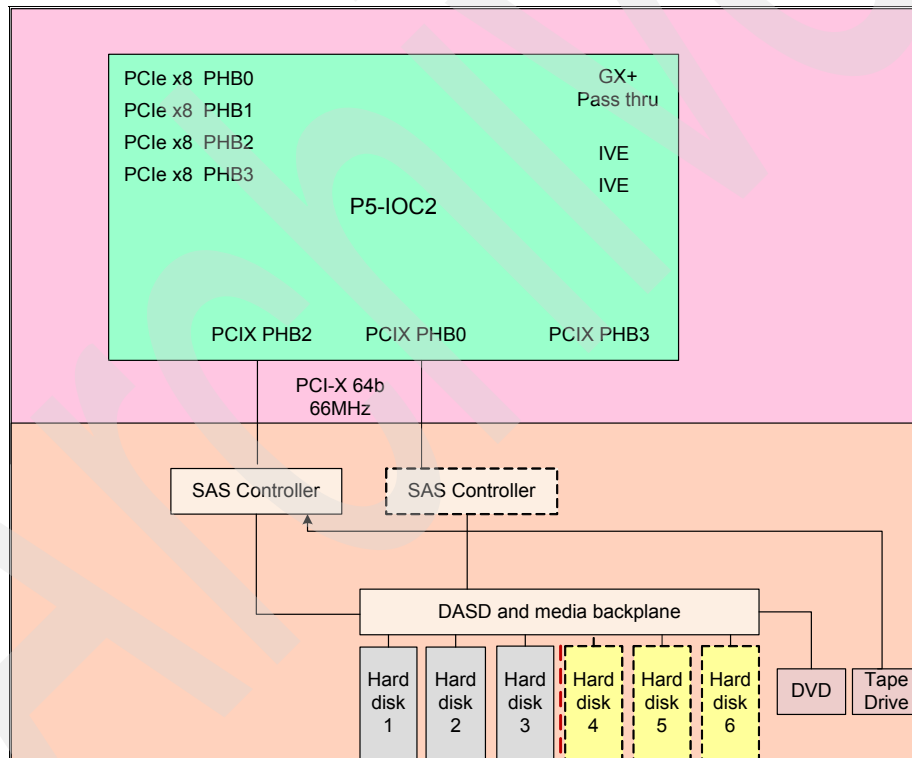 PCIe x8  PHB0
PCIe x8  PHB1
PCIe x8  PHB2
PCIe x8  PHB3
GX+
Pass thru
IVE
IVE
P5-IOC2
PCIX PHB2
PCIX PHB0
PCIX PHB3
PCI-X 64b
66MHz
SAS Controller
SAS Controller
DASD and media backplane
Hard
disk
1
Hard
disk
2
Hard
disk
3
Hard
disk
4
Hard
disk
5
Hard
disk
6
DVD
Tape
Drive